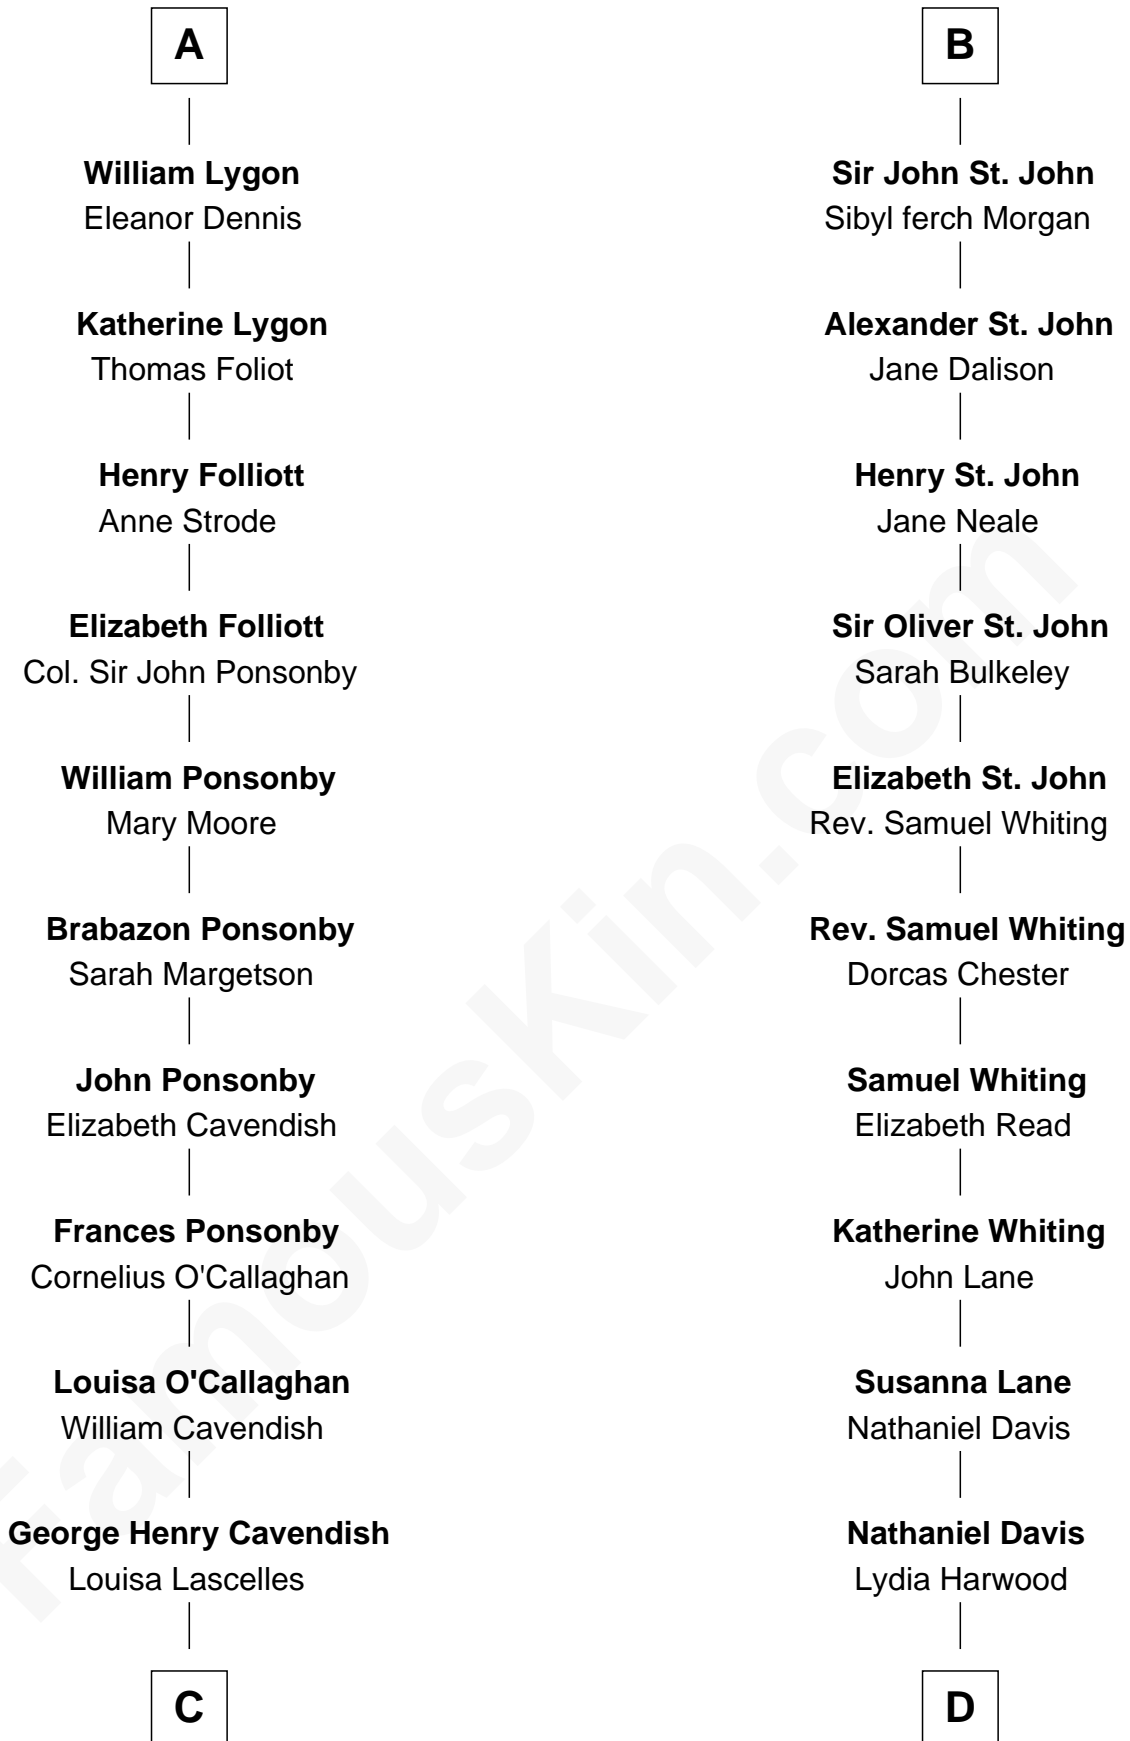 A
William Lygon
Eleanor Dennis
Katherine Lygon
Thomas Foliot
Henry Folliott
Anne Strode
Elizabeth Folliott
Col. Sir John Ponsonby
William Ponsonby
Mary Moore
Brabazon Ponsonby
Sarah Margetson
John Ponsonby
Elizabeth Cavendish
Frances Ponsonby
Cornelius O'Callaghan
Louisa O'Callaghan
William Cavendish
George Henry Cavendish
Louisa Lascelles
C
B
Sir John St. John
Sibyl ferch Morgan
Alexander St. John
Jane Dalison
Henry St. John
Jane Neale
Sir Oliver St. John
Sarah Bulkeley
Elizabeth St. John
Rev. Samuel Whiting
Rev. Samuel Whiting
Dorcas Chester
Samuel Whiting
Elizabeth Read
Katherine Whiting
John Lane
Susanna Lane
Nathaniel Davis
Nathaniel Davis
Lydia Harwood
D
FamousKin.com